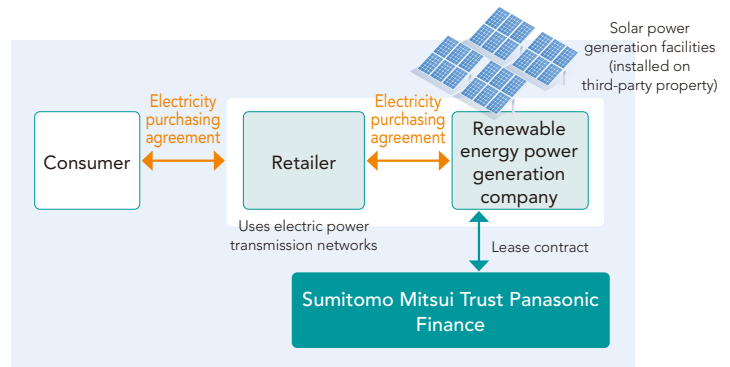 Solar power
generation facilities
(installed on
third-party property)
Electricity
purchasing
agreement
Electricity
purchasing
agreement
Consumer
Retailer
Renewable
energy power
generation
company
Uses electric power
transmission networks
Lease contract
Sumitomo Mitsui Trust Panasonic
Finance